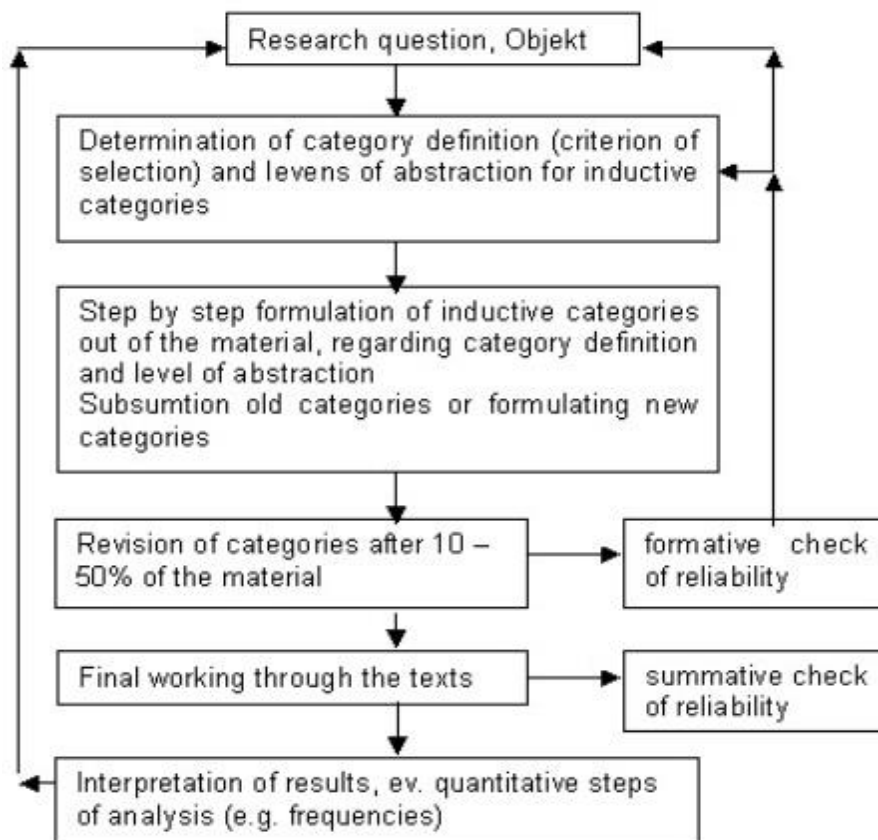 Research question, Objekt
Determination of category definition (criterion of
selection) and levens of abstraction for inductive
categories
Step by step formulation of inductive categories
out of the material, regarding category definition
and level of abstraction
Subsumtion old categories or formulating new
categories
Revision of categories after 10 –
50% of the material
formative check
of reliability
Final working through the texts
summative check
of reliability
Interpretation of results, ev. quantitative steps
of analysis (e.g. frequencies)